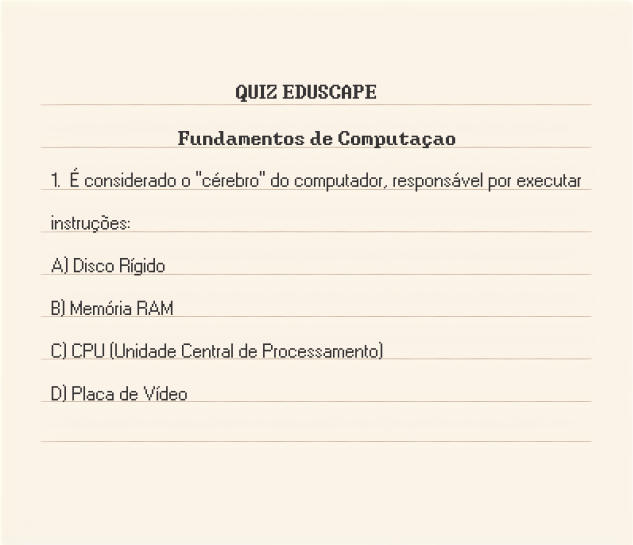 QUIZ EDUSCAPE
Fundamentos de Computaçao
1. É considerado o "cérebro" do computador, responsável por executar
instruções:
A) Disco Rígido
B) Memória RAM
C) CPU (Unidade Central de Processamento)
D) Placa de Vídeo